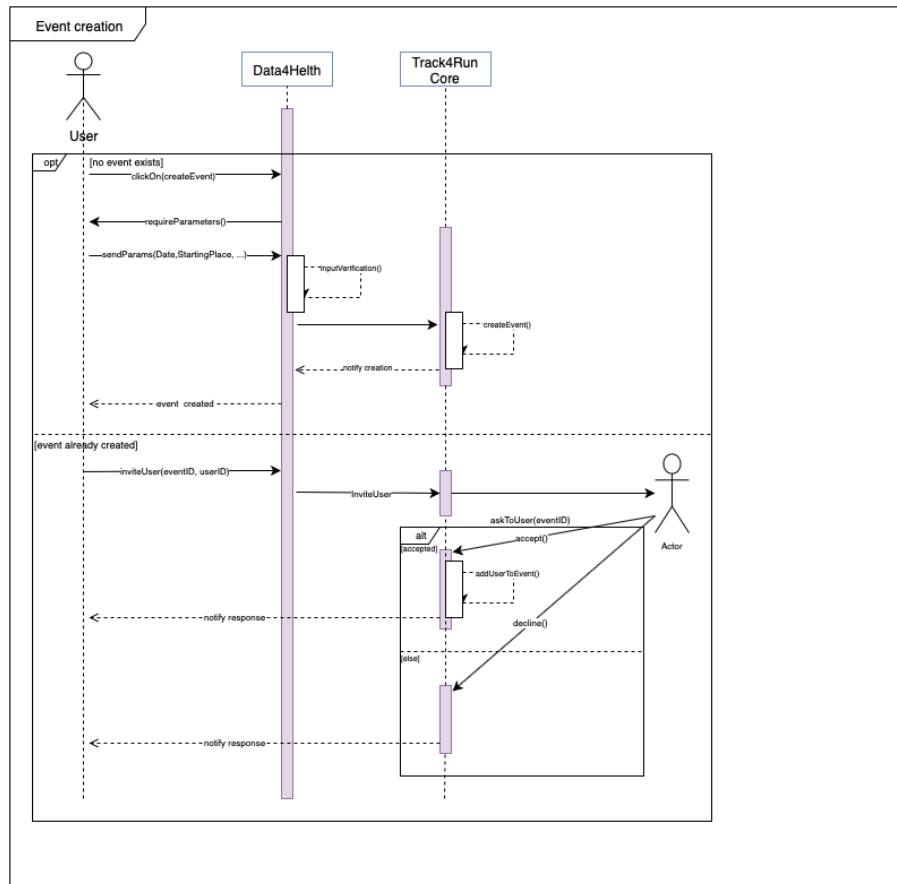 Event creation
Data4Helth
Track4Run
Core
User
opt
[no event exists]
clickOn(createEvent)
requireParameters()
sendParams(Date,StartingPlace, ...)
inputVerification()
createEvent()
notify creation
event created
[event already created]
inviteUser(eventID, userID)
InviteUser
askToUser(eventID)
alt
accept()
Actor
[accepted]
addUserToEvent()
notify response
decline()
[else]
notify response